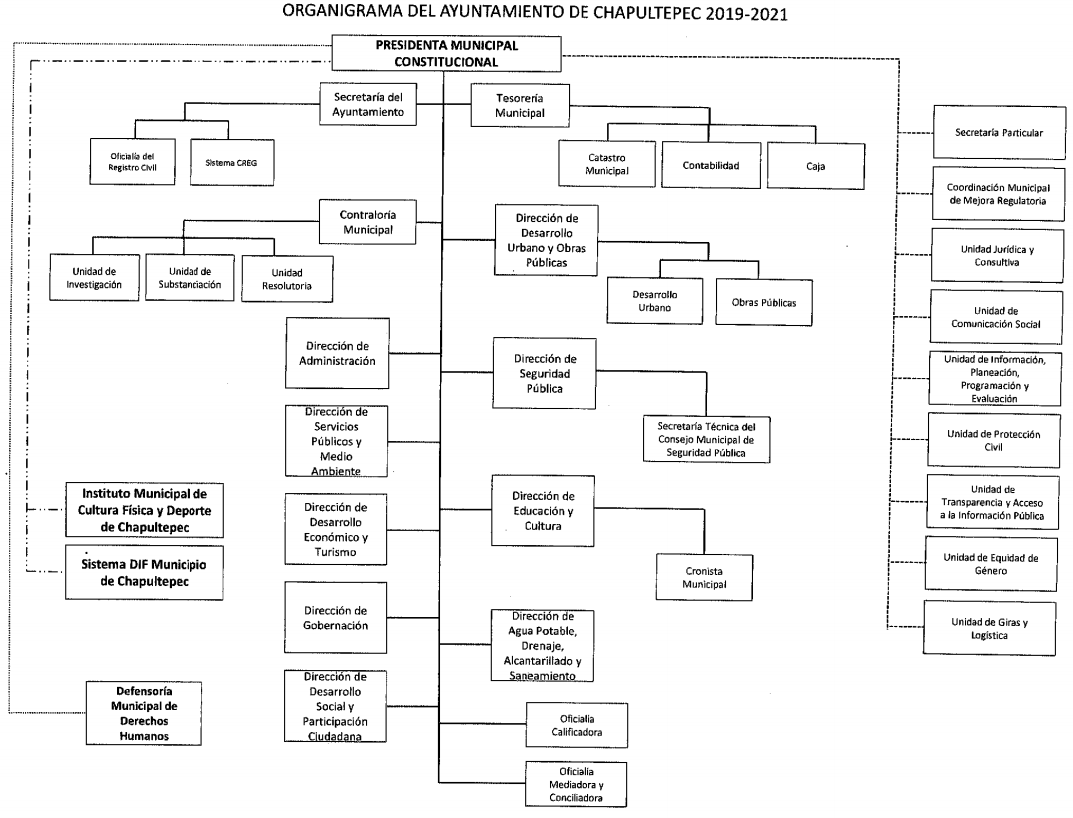 ORGANIGRAMA DEL AYUNTAMIENTO DE CHAPULTEPEC 2019-2021
PRESIDENTA MUNICIPAL
CONSTITUCIONAL
Secretaría del
Ayuntamiento
Tesorería
Municipal
Oficialía del
Registro Civil
Sistema CREG
Catastro
Municipal
Contabilidad
Caja
Contraloría
Municipal
Unidad de
Investigación
Unidad de
Substanciación
Unidad
Resolutoria
Dirección de
Desarrollo
Urbano y Obras
Públicas
Desarrollo
Urbano
Obras Públicas
Dirección de
Administración
Dirección de
Seguridad
Pública
Secretaría Técnica del
Consejo Municipal de
Seguridad Pública
Dirección de
Servicios
Públicos y
Medio
Ambiente
Dirección de
Desarrollo
Económico y
Turismo
Dirección de
Educación y
Cultura
Cronista
Municipal
Dirección de
Gobernación
Dirección de
Agua Potable,
Drenaje,
Alcantarillado y
Saneamiento
Dirección de
Desarrollo
Social y
Participación
Ciudadana
Oficialia
Calificadora
Oficialía
Mediadora y
Conciliadora
Instituto Municipal de
Cultura Física y Deporte
de Chapultepec
Sistema DIF Municipio
de Chapultepec
Defensoría
Municipal de
Derechos
Humanos
Secretaría Particular
Coordinación Municipal
de Mejora Regulatoria
Unidad Jurídica y
Consultiva
Unidad de
Comunicación Social
Unidad de Información,
Planeación,
Programación y
Evaluación
Unidad de Protección
Civil
Unidad de
Transparencia y Acceso
a la Información Pública
Unidad de Equidad de
Género
Unidad de Giras y
Logística